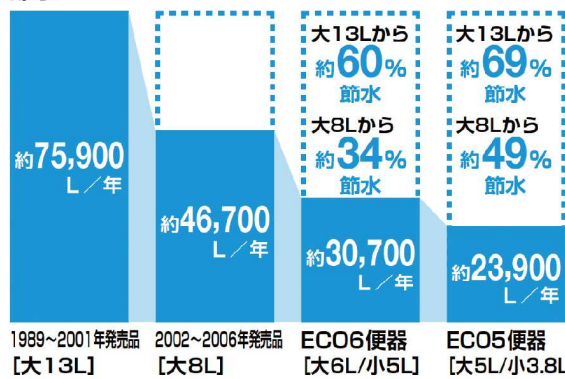 大13Lから
約60%
節水
大8Lから
約34%
節水
大13Lから
約69%
節水
大8Lから
約49%
節水
約75,900
L／年
約46,700
L／年
約30,700
L／年
約23,900
L／年
1989～2001年発売品
[大13L]
2002～2006年発売品
[大8L]
ECO6便器
[大6L/小5L]
ECO5便器
[大5L/小3.8L]